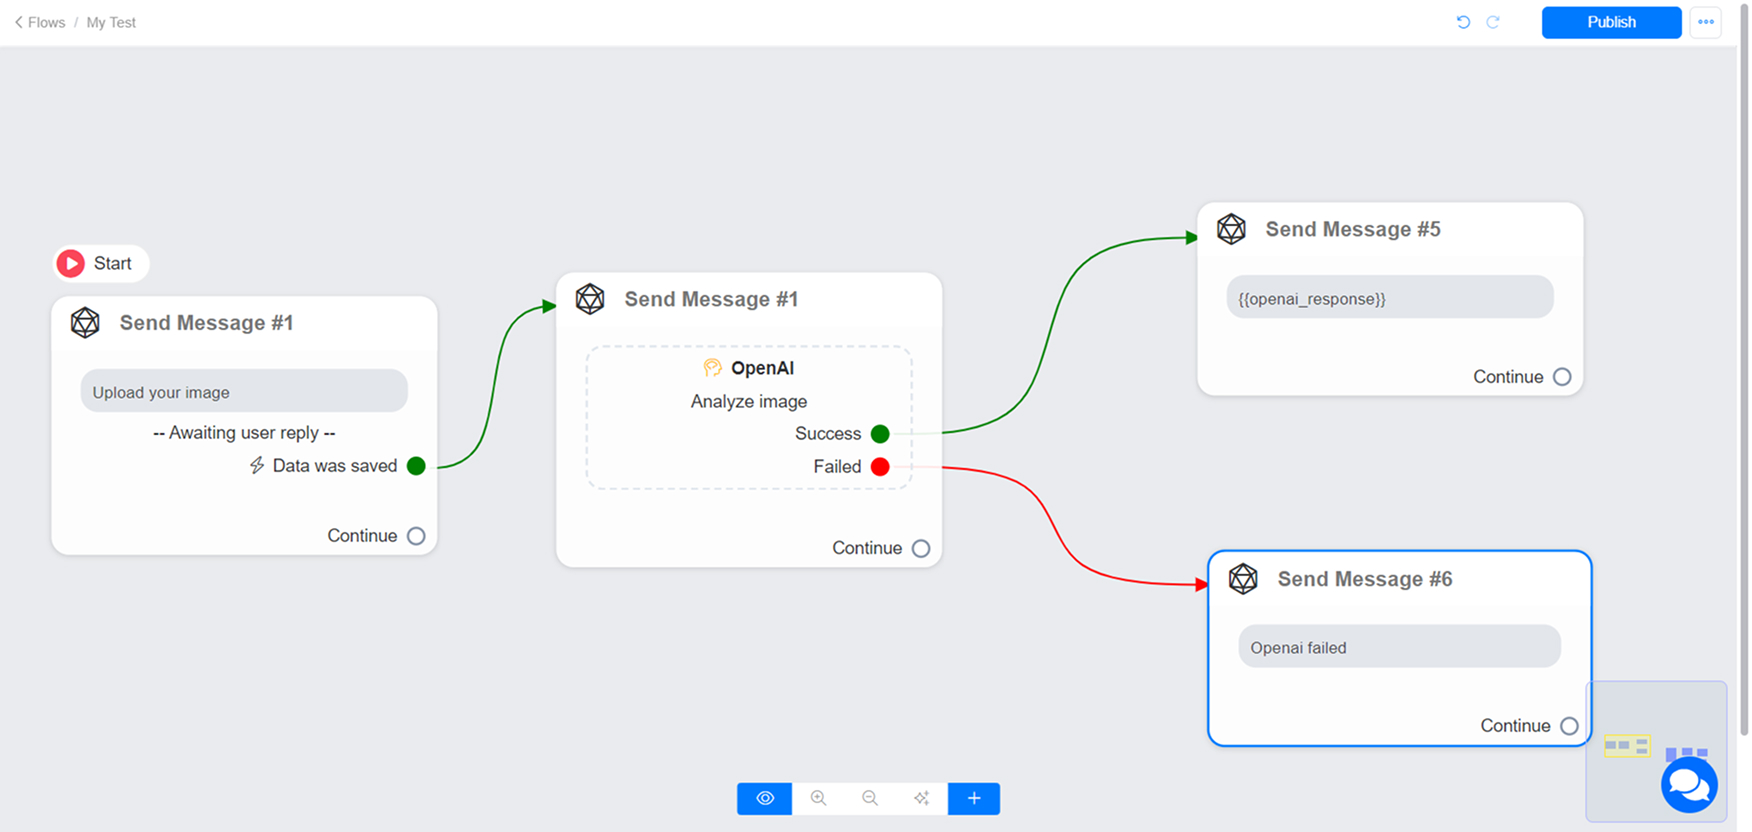 Flows / My Test
Publish
Start
Send Message #1
Upload your image
-- Awaiting user reply --
Data was saved
Continue
Send Message #1
OpenAI
Analyze image
Success
Failed
Continue
Send Message #5
{{openai_response}}
Continue
Send Message #6
Openai failed
Continue